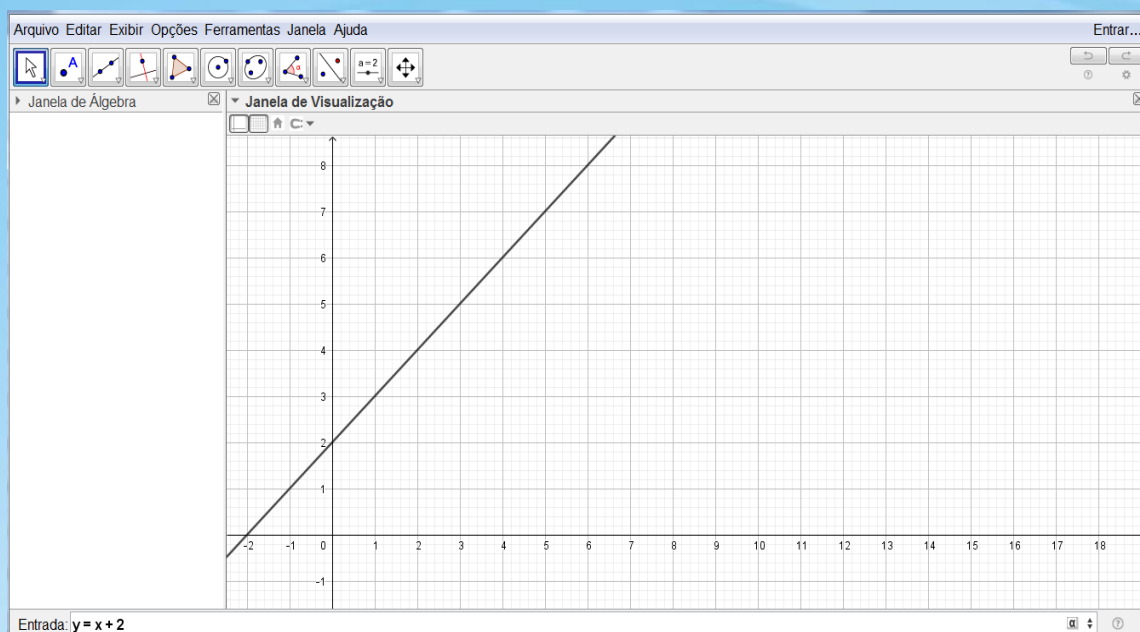 Arquivo Editar Exibir Opções Ferramentas Janela Ajuda Entrar...
A α a=2
Janela de Álgebra Janela de Visualização
8
7
6
5
4
3
2
1
-2 -1 0 1 2 3 4 5 6 7 8 9 10 11 12 13 14 15 16 17 18
-1
Entrada: y = x + 2 α